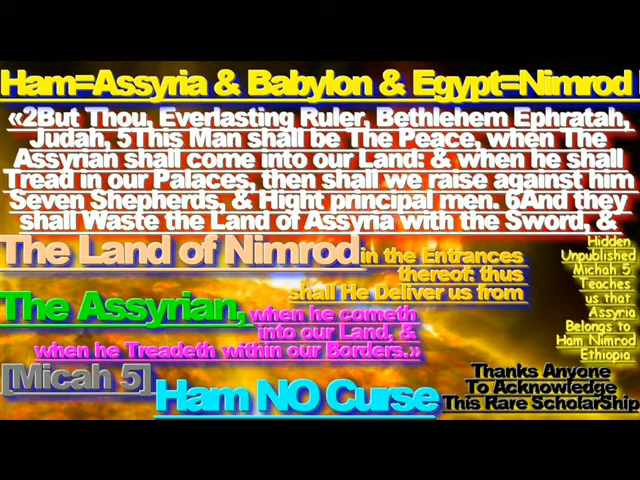 Ham=Assyria & Babylon & Egypt=Nimrod
«2But Thou, Everlasting Ruler, Bethlehem Ephratah,
Judah, 5This Man shall be The Peace, when The
Assyrian shall come into our Land: & when he shall
Tread in our Palaces, then shall we raise against him
Seven Shepherds, & Hight principal men. 6And they
shall Waste the Land of Assyria with the Sword, &
The Land of Nimrod in the Entrances
thereof: thus
shall He Deliver us from
The Assyrian, when he cometh
into our Land, &
when he Treadeth within our Borders.»
[Micah 5]
Ham NO Curse
Hidden
Unpublished
Michah 5
Teaches
us that
Assyria
Belongs to
Ham Nimrod
Ethiopia
Thanks Anyone
To Acknowledge
This Rare ScholarShip